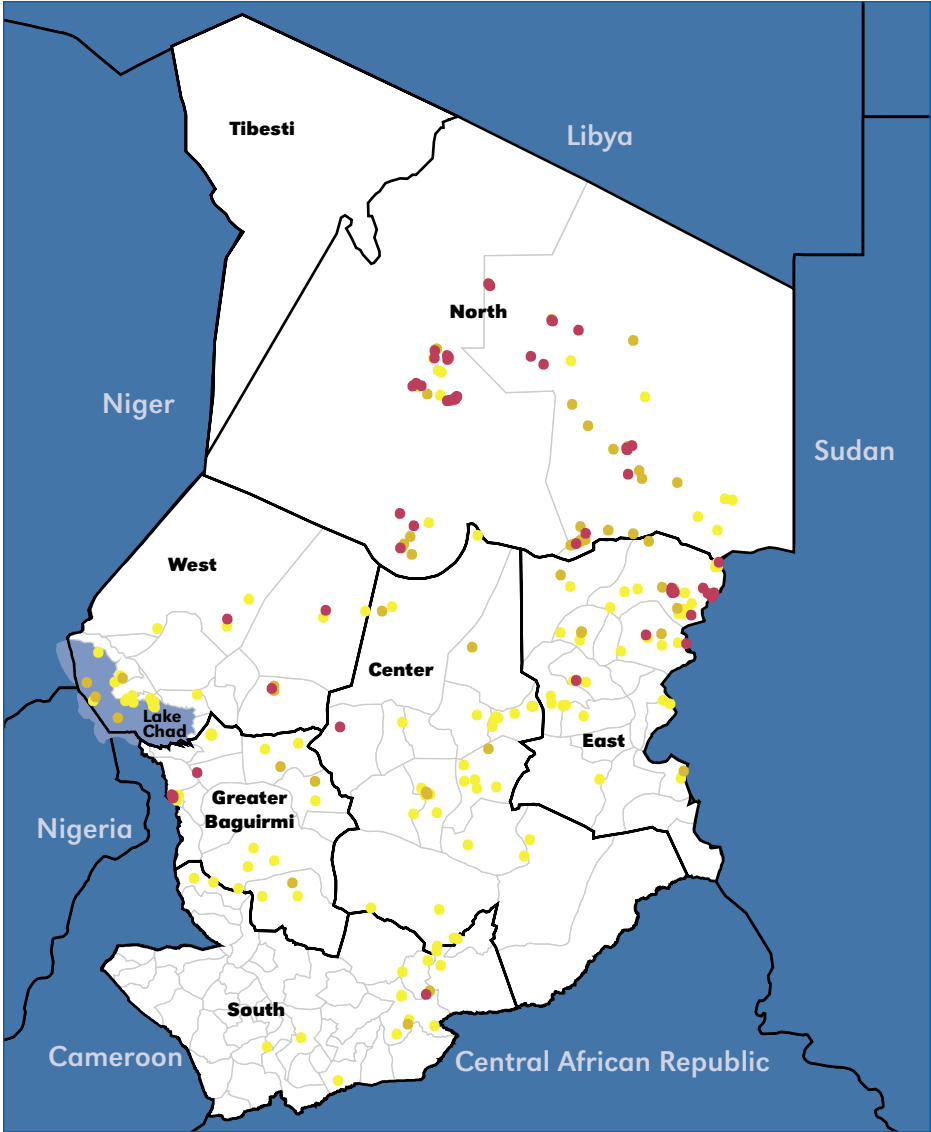 Tibesti
Libya
North
Niger
Sudan
West
Center
Lake
Chad
East
Greater
Baguirmi
Nigeria
South
Cameroon
Central African Republic